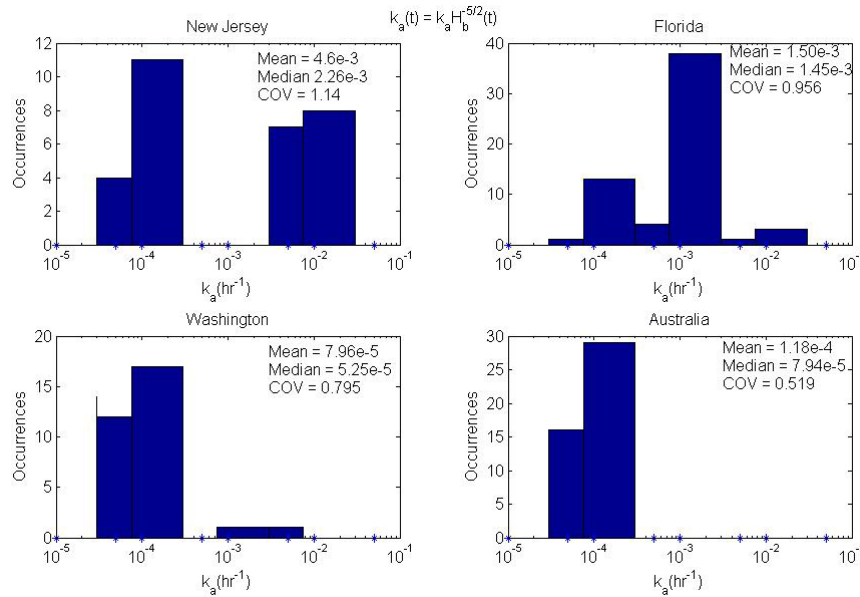 k_a(t) = k_aH_b^-5/2(t)
New Jersey
Mean = 4.6e-3
Median 2.26e-3
COV = 1.14
Occurrences
12
10
8
6
4
2
0
10^-5
10^-4
10^-3
10^-2
10^-1
k_a(hr^-1)
Florida
Mean = 1.50e-3
Median = 1.45e-3
COV = 0.956
Occurrences
40
30
20
10
0
10^-5
10^-4
10^-3
10^-2
10^-1
k_a(hr^-1)
Washington
Mean = 7.96e-5
Median = 5.25e-5
COV = 0.795
Occurrences
20
15
10
5
0
10^-5
10^-4
10^-3
10^-2
10^-1
k_a(hr^-1)
Australia
Mean = 1.18e-4
Median = 7.94e-5
COV = 0.519
Occurrences
30
25
20
15
10
5
0
10^-5
10^-4
10^-3
10^-2
10^-1
k_a(hr^-1)